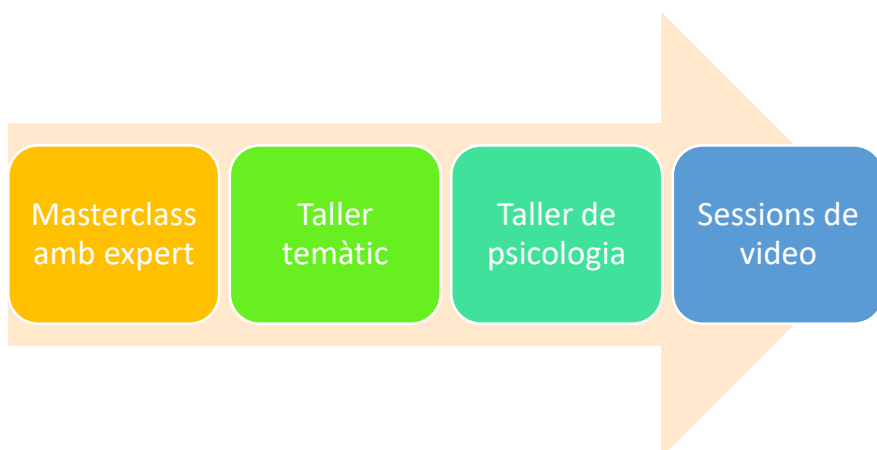 Masterclass
amb expert
Taller
temàtic
Taller de
psicologia
Sessions de
video